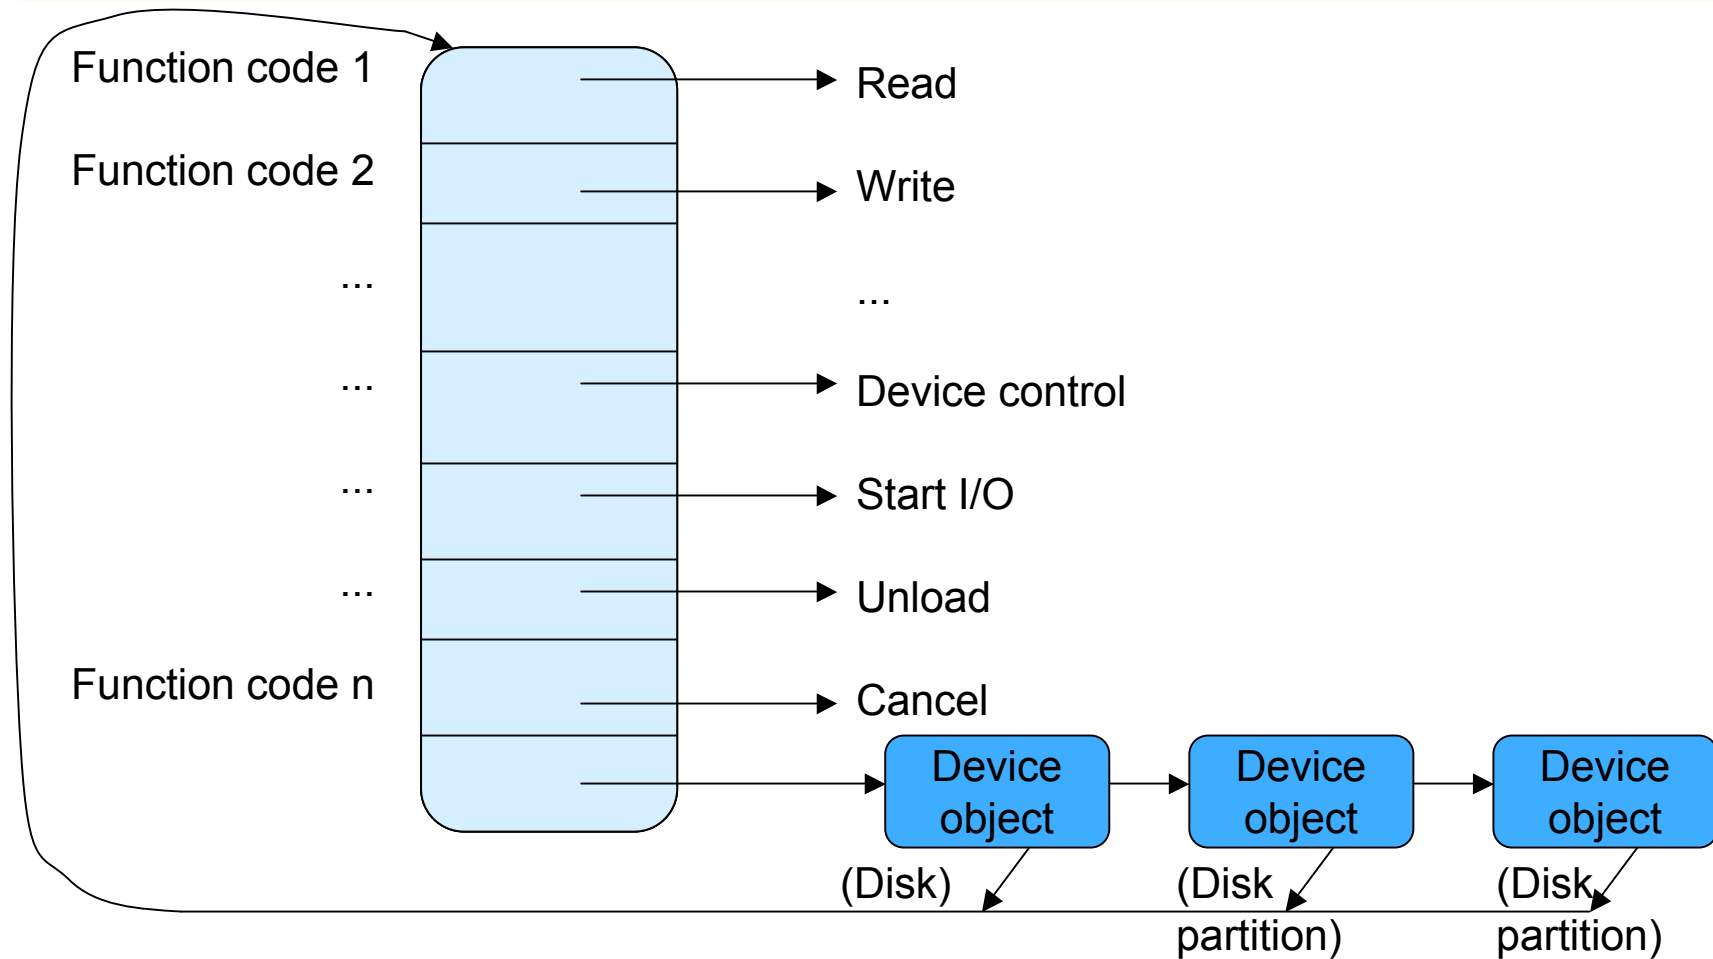 Function code 1
Read
Function code 2
Write
...
...
...
Device control
...
Start I/O
...
Unload
Function code n
Cancel
Device
object
Device
object
Device
object
(Disk)
(Disk
partition)
(Disk
partition)